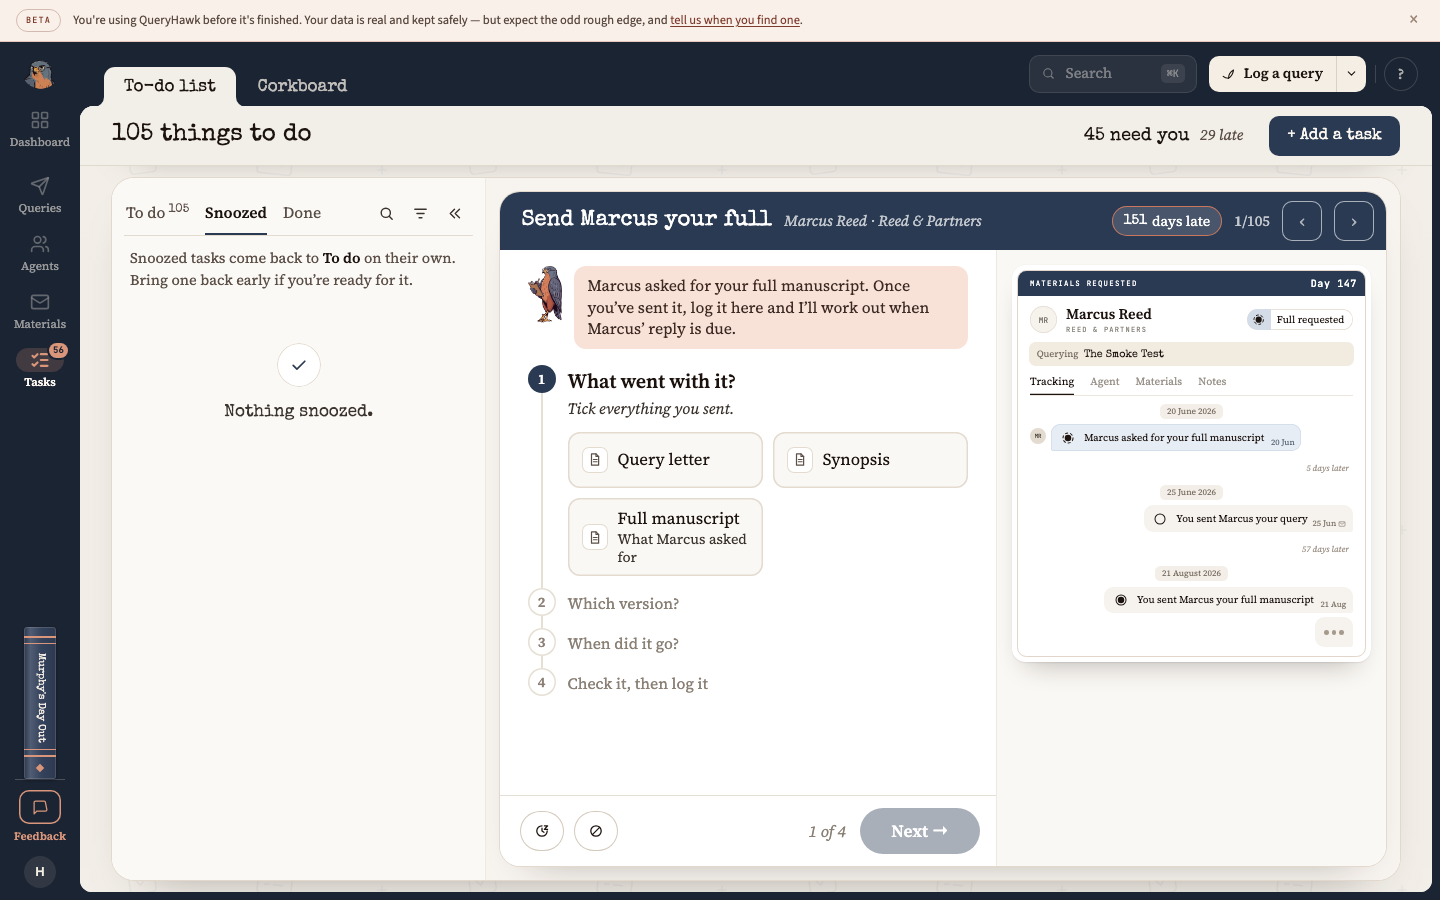 BETA
You're using QueryHawk before it's finished. Your data is real and kept safely — but expect the odd rough edge, and tell us when you find one.
×
To-do list
Corkboard
Search
⌘K
Log a query
?
Dashboard
Queries
Agents
Materials
56
Tasks
Murphy's Day Out
Feedback
H
105 things to do
45 need you
29 late
+ Add a task
To do 105
Snoozed
Done
Snoozed tasks come back to To do on their own.
Bring one back early if you're ready for it.
Nothing snoozed.
Send Marcus your full
Marcus Reed · Reed & Partners
151 days late
1/105
Marcus asked for your full manuscript. Once
you've sent it, log it here and I'll work out when
Marcus' reply is due.
1
What went with it?
Tick everything you sent.
Query letter
Synopsis
Full manuscript
What Marcus asked
for
2
Which version?
3
When did it go?
4
Check it, then log it
1 of 4
Next →
MATERIALS REQUESTED
Day 147
MR
Marcus Reed
REED & PARTNERS
Full requested
Querying The Smoke Test
Tracking
Agent
Materials
Notes
20 June 2026
MR
Marcus asked for your full manuscript
20 Jun
5 days later
25 June 2026
You sent Marcus your query
25 Jun
57 days later
21 August 2026
You sent Marcus your full manuscript
21 Aug